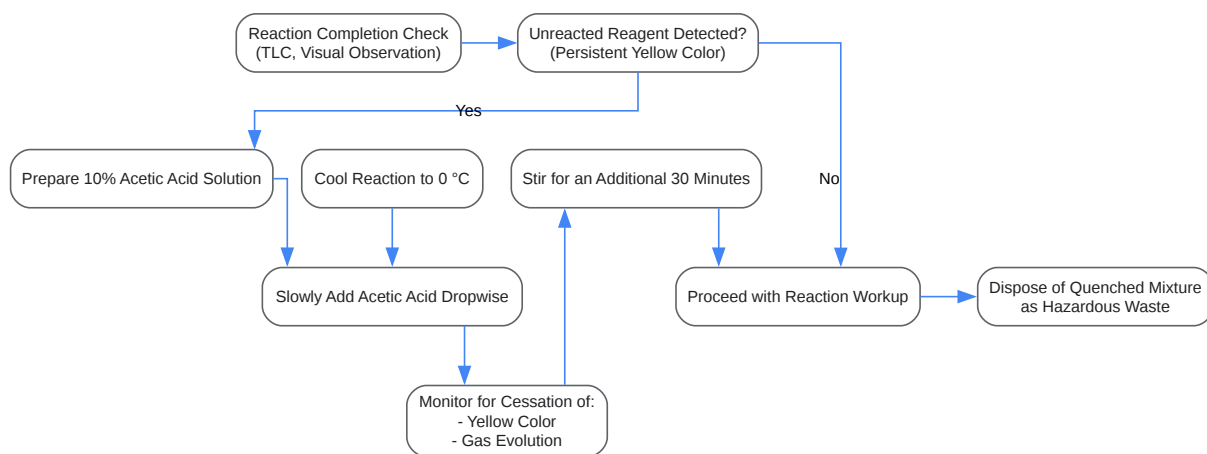 Reaction Completion Check
(TLC, Visual Observation)
Unreacted Reagent Detected?
(Persistent Yellow Color)
Yes
Prepare 10% Acetic Acid Solution
Cool Reaction to 0 °C
Stir for an Additional 30 Minutes
No
Slowly Add Acetic Acid Dropwise
Proceed with Reaction Workup
Dispose of Quenched Mixture
as Hazardous Waste
Monitor for Cessation of:
- Yellow Color
- Gas Evolution